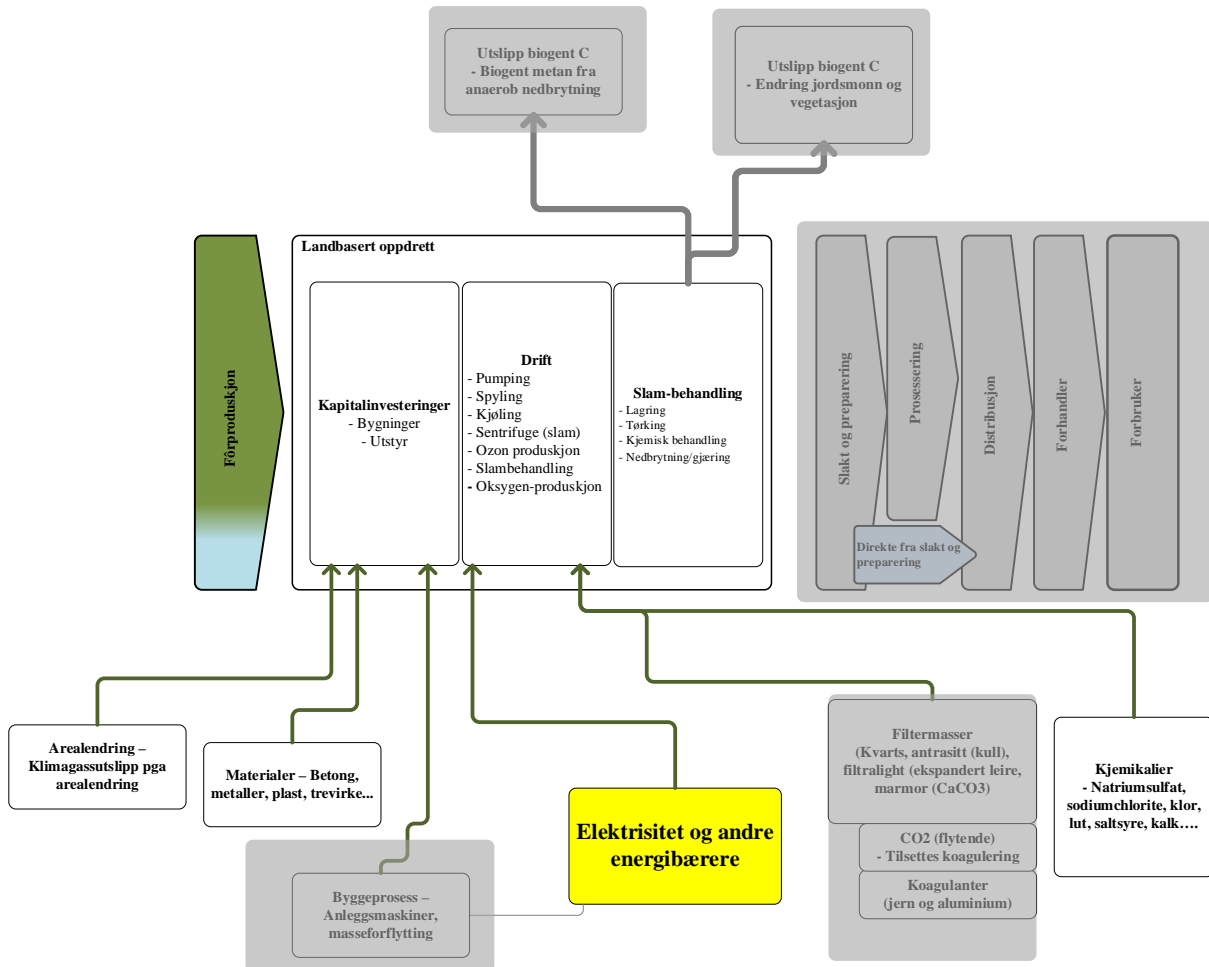 Utslipp biogent C
- Biogent metan fra
anaerob nedbrytning
Utslipp biogent C
- Endring jordsmonn og
vegetasjon
Fôrproduskjon
Landbasert oppdrett
Kapitalinvesteringer
- Bygninger
- Utstyr
Drift
- Pumping
- Spyling
- Kjøling
- Sentrifuge (slam)
- Ozon produskjon
- Slambehandling
- Oksygen-produskjon
Slam-behandling
- Lagring
- Tørking
- Kjemisk behandling
- Nedbrytning/gjæring
Slakt og preparering
Prosessering
Distribusjon
Forhandler
Forbruker
Direkte fra slakt og
preparering
Arealendring –
Klimagassutslipp pga
arealendring
Materialer – Betong,
metaller, plast, trevirke...
Byggeprosess –
Anleggsmaskiner,
masseforflytting
Elektrisitet og andre
energibærere
Filtermasser
(Kvarts, antrasitt (kull),
filtralight (ekspandert leire,
marmor (CaCO3)
CO2 (flytende)
- Tilsettes koagulering
Koagulanter
(jern og aluminium)
Kjemikalier
- Natriumsulfat,
sodiumchlorite, klor,
lut, saltsyre, kalk….